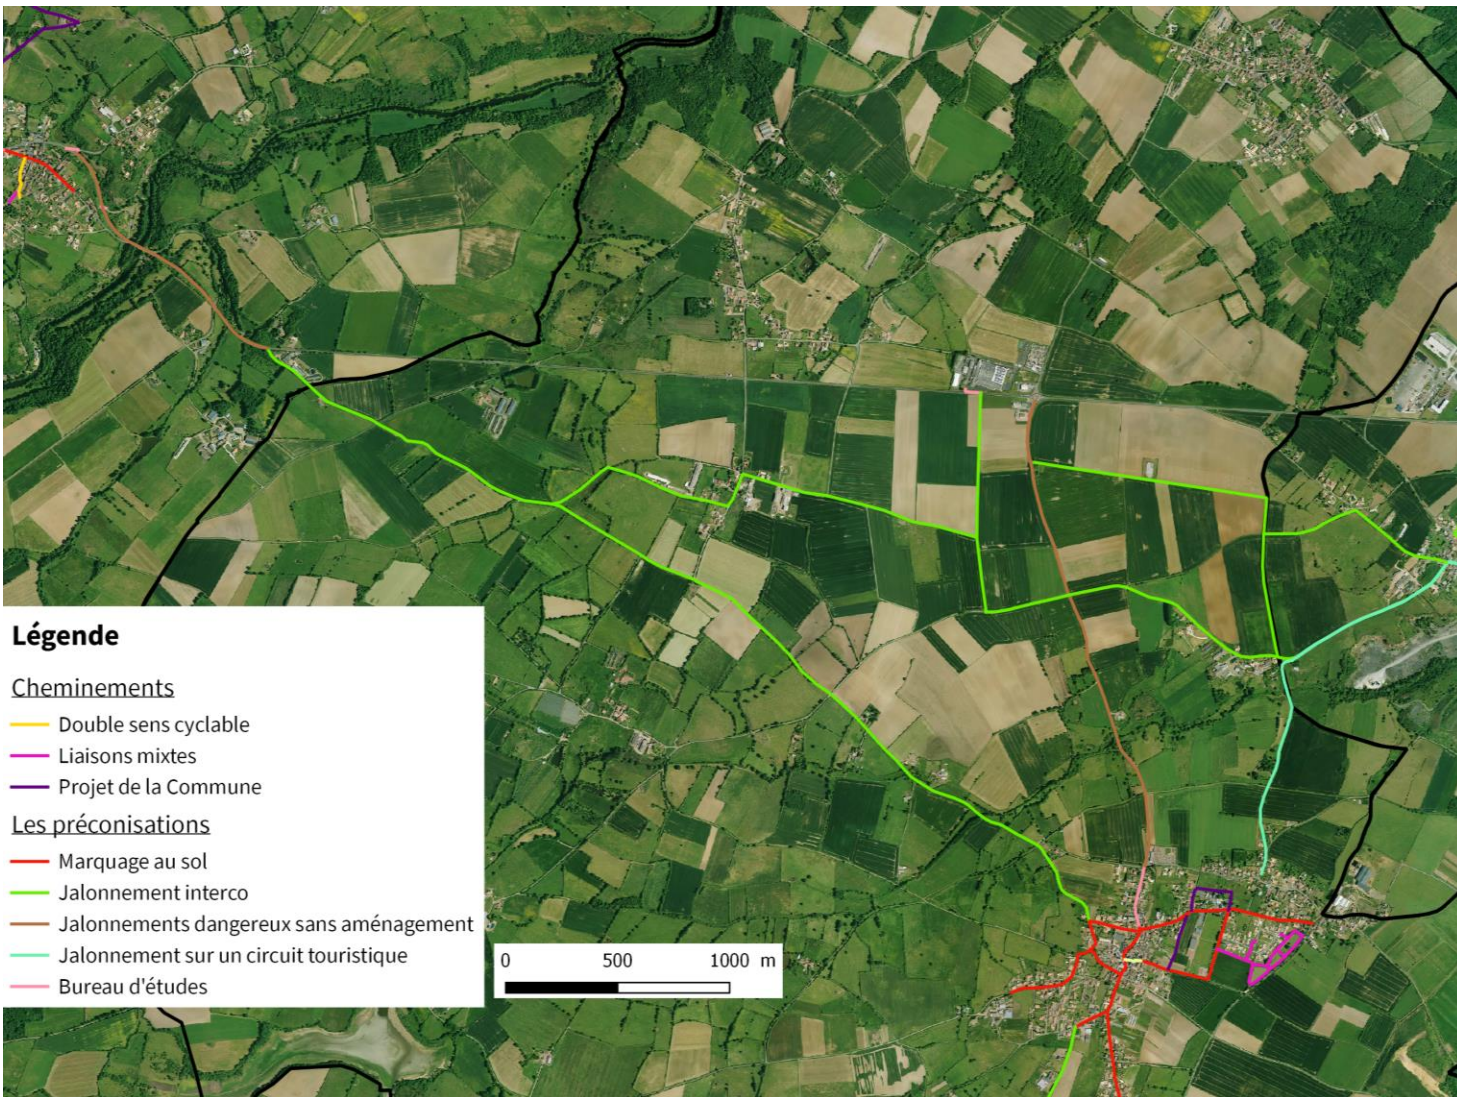 Légende
Cheminements
Double sens cyclable
Liaisons mixtes
Projet de la Commune
Les préconisations
Marquage au sol
Jalonnement interco
Jalonnements dangereux sans aménagement
Jalonnement sur un circuit touristique
Bureau d'études
0 500 1000 m